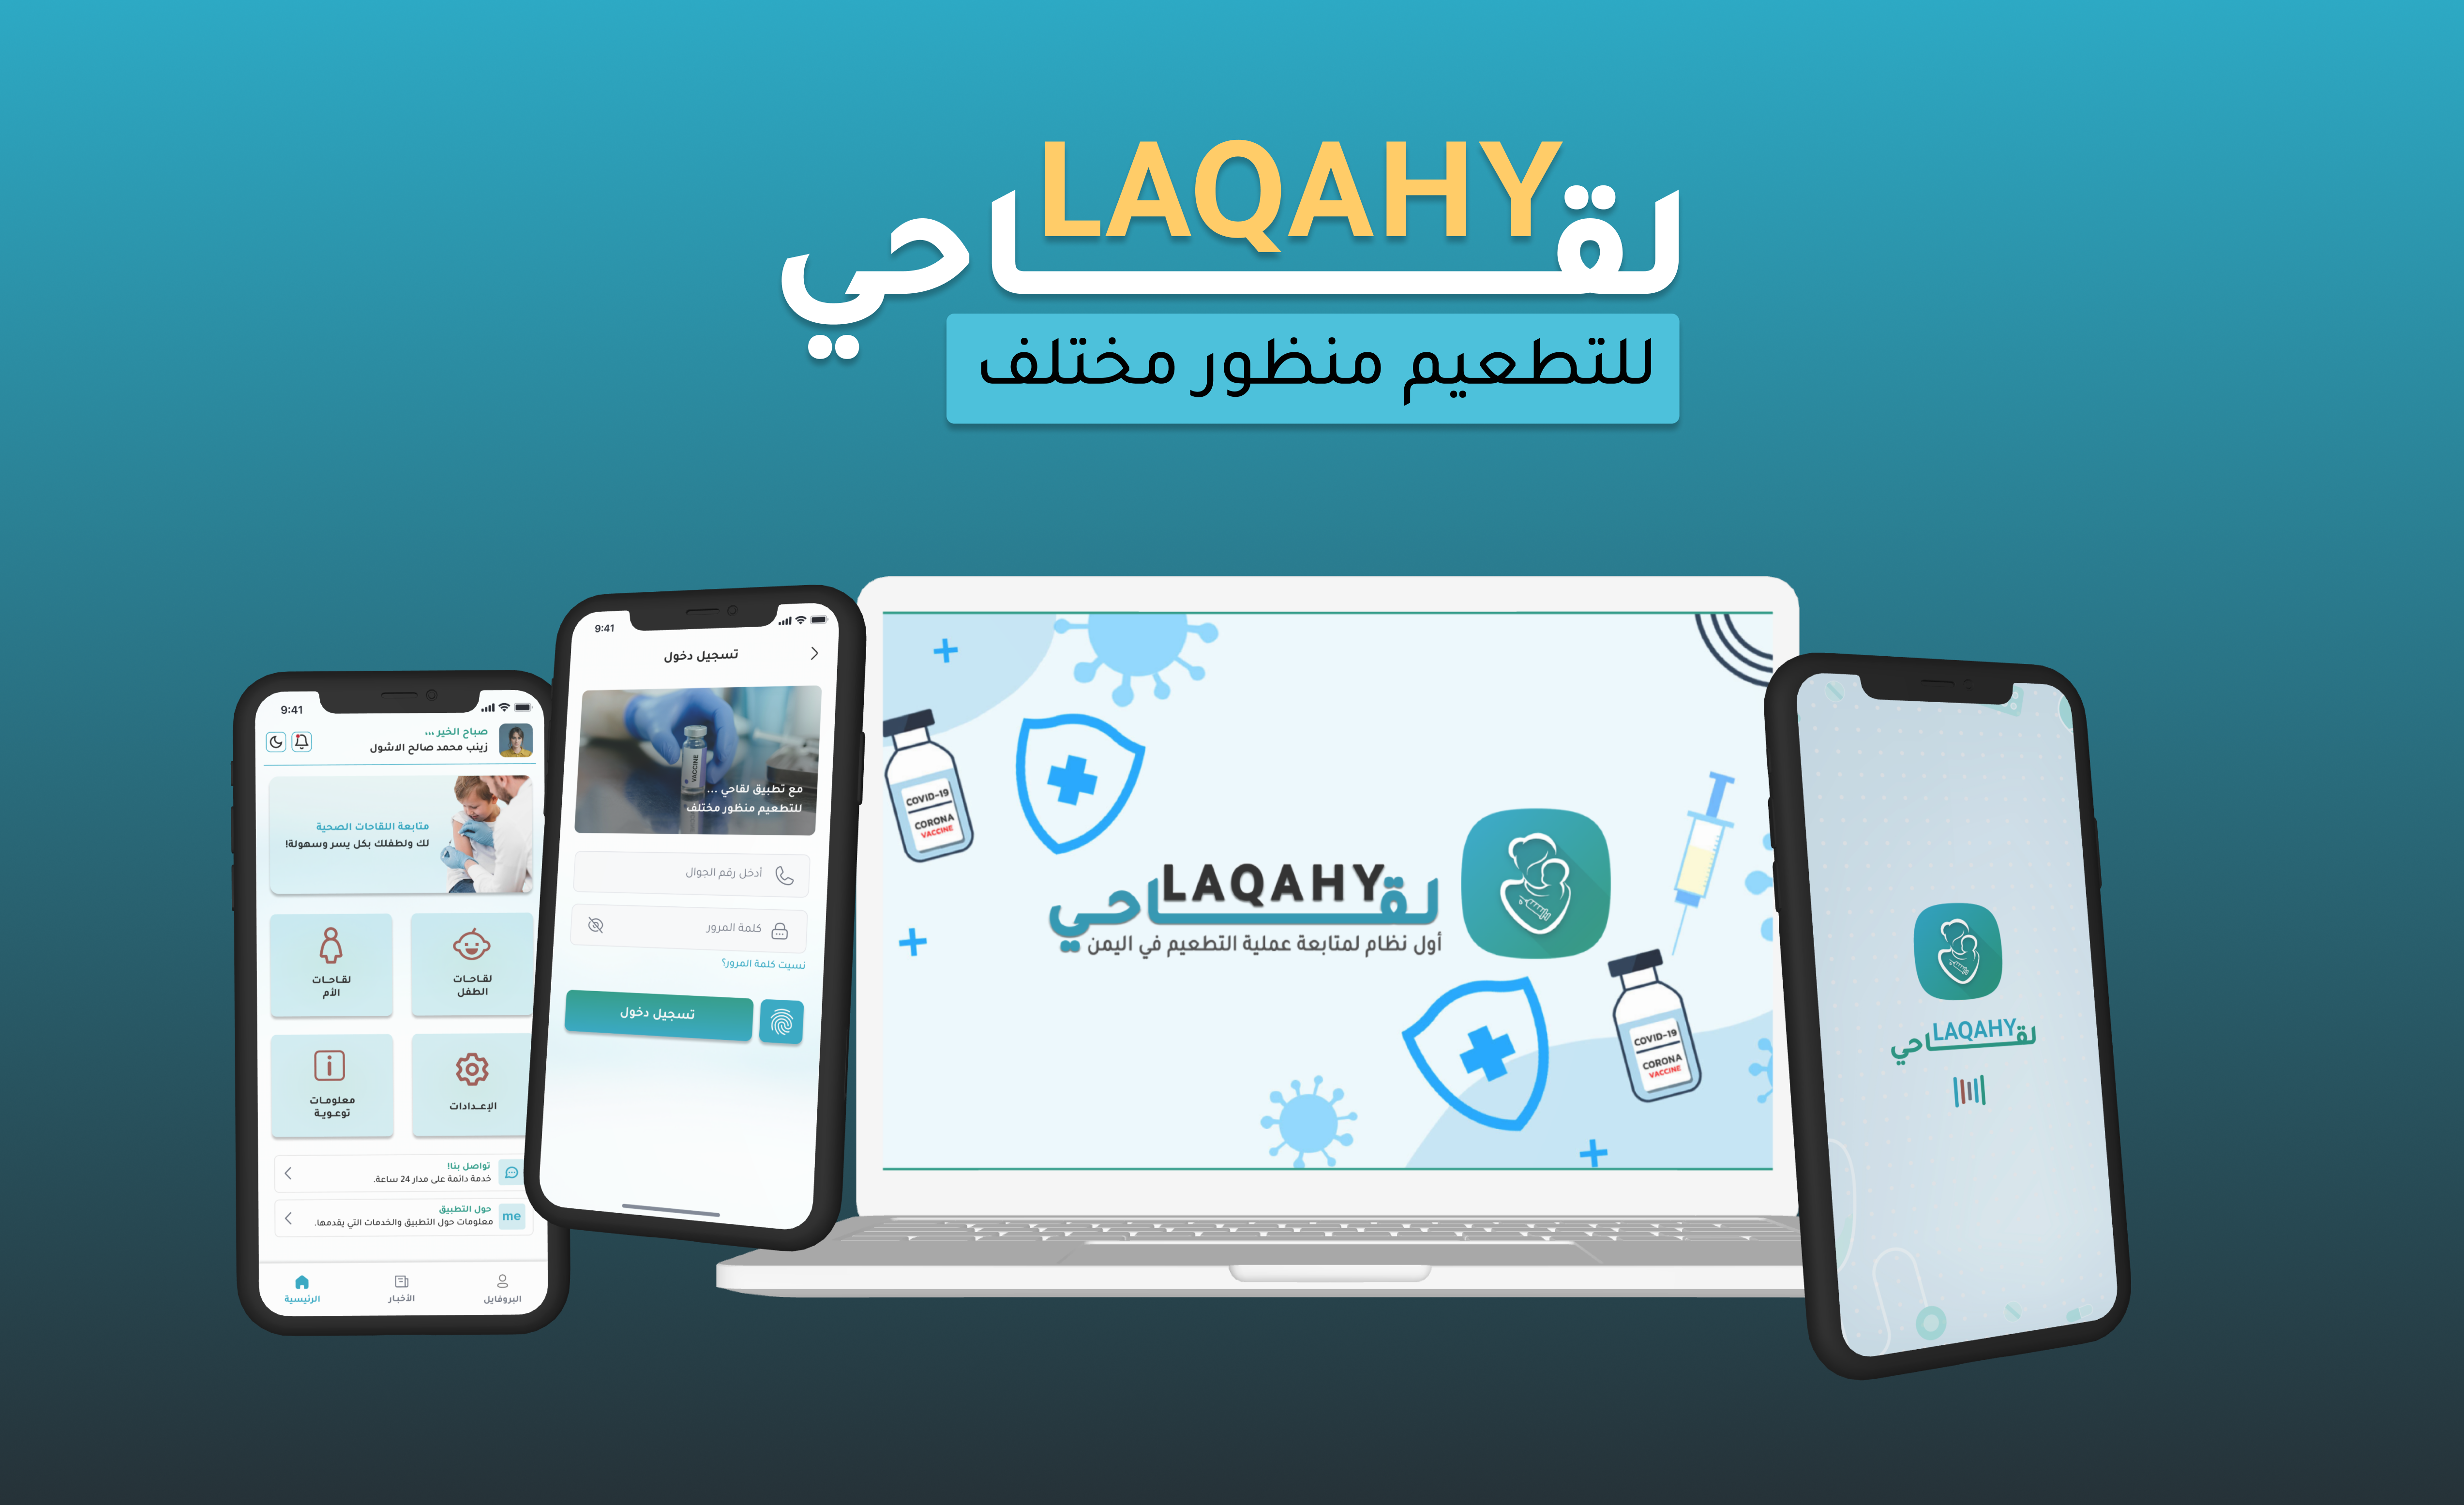 LAQAHY
لقاحي
للتطعيم منظور مختلف
9:41
صباح الخير ...
زينب محمد صالح الاشول
متابعة اللقاحات الصحية
لك ولطفلك بكل يسر وسهولة!
لقاحات
الطفل
لقاحات
الأم
الإعدادات
معلومات
توعوية
تواصل بنا!
خدمة دائمة على مدار 24 ساعة.
حول التطبيق
معلومات حول التطبيق والخدمات التي يقدمها.
me
البروفايل
الأخبار
الرئيسية
9:41
تسجيل دخول
VACCINE
مع تطبيق لقاحي ...
للتطعيم منظور مختلف
أدخل رقم الجوال
كلمة المرور
نسيت كلمة المرور؟
تسجيل دخول
COVID-19
CORONA
VACCINE
LAQAHY
لقاحي
أول نظام لمتابعة عملية التطعيم في اليمن
COVID-19
CORONA
VACCINE
LAQAHY
لقاحي